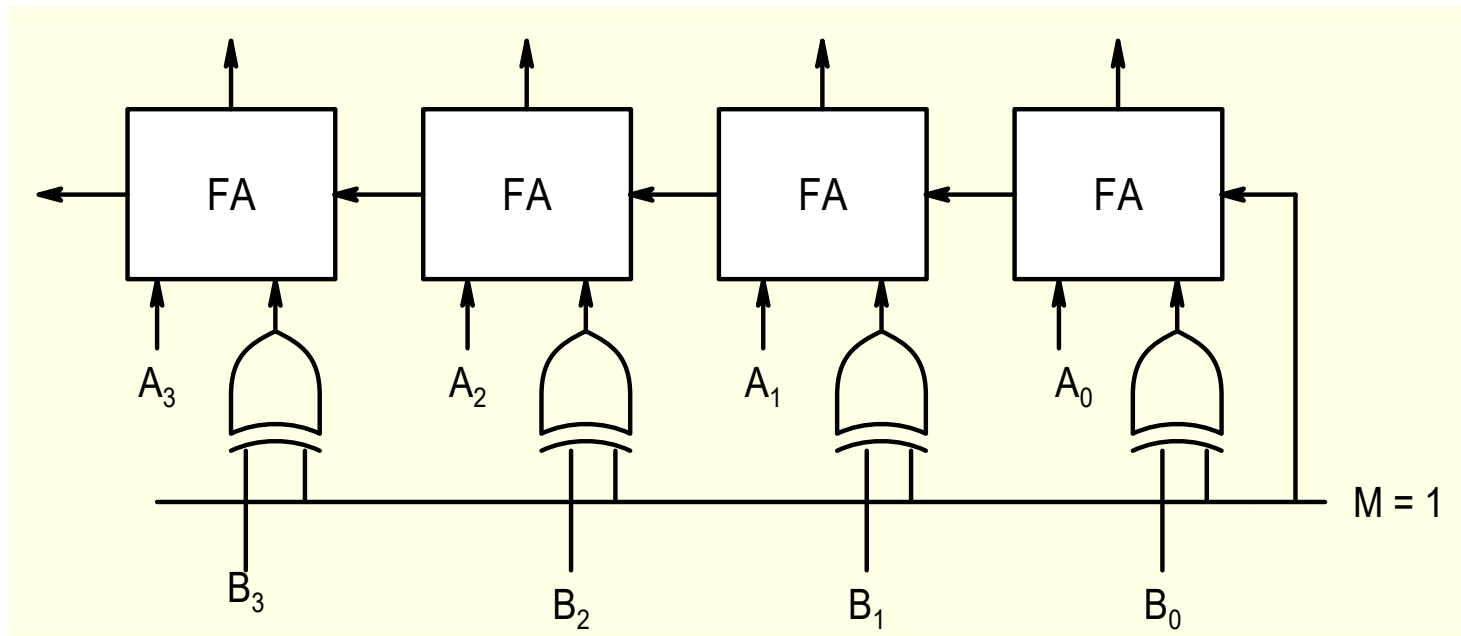 FA FA FA FA
A₃ A₂ A₁ A₀
M = 1
B₃ B₂ B₁ B₀